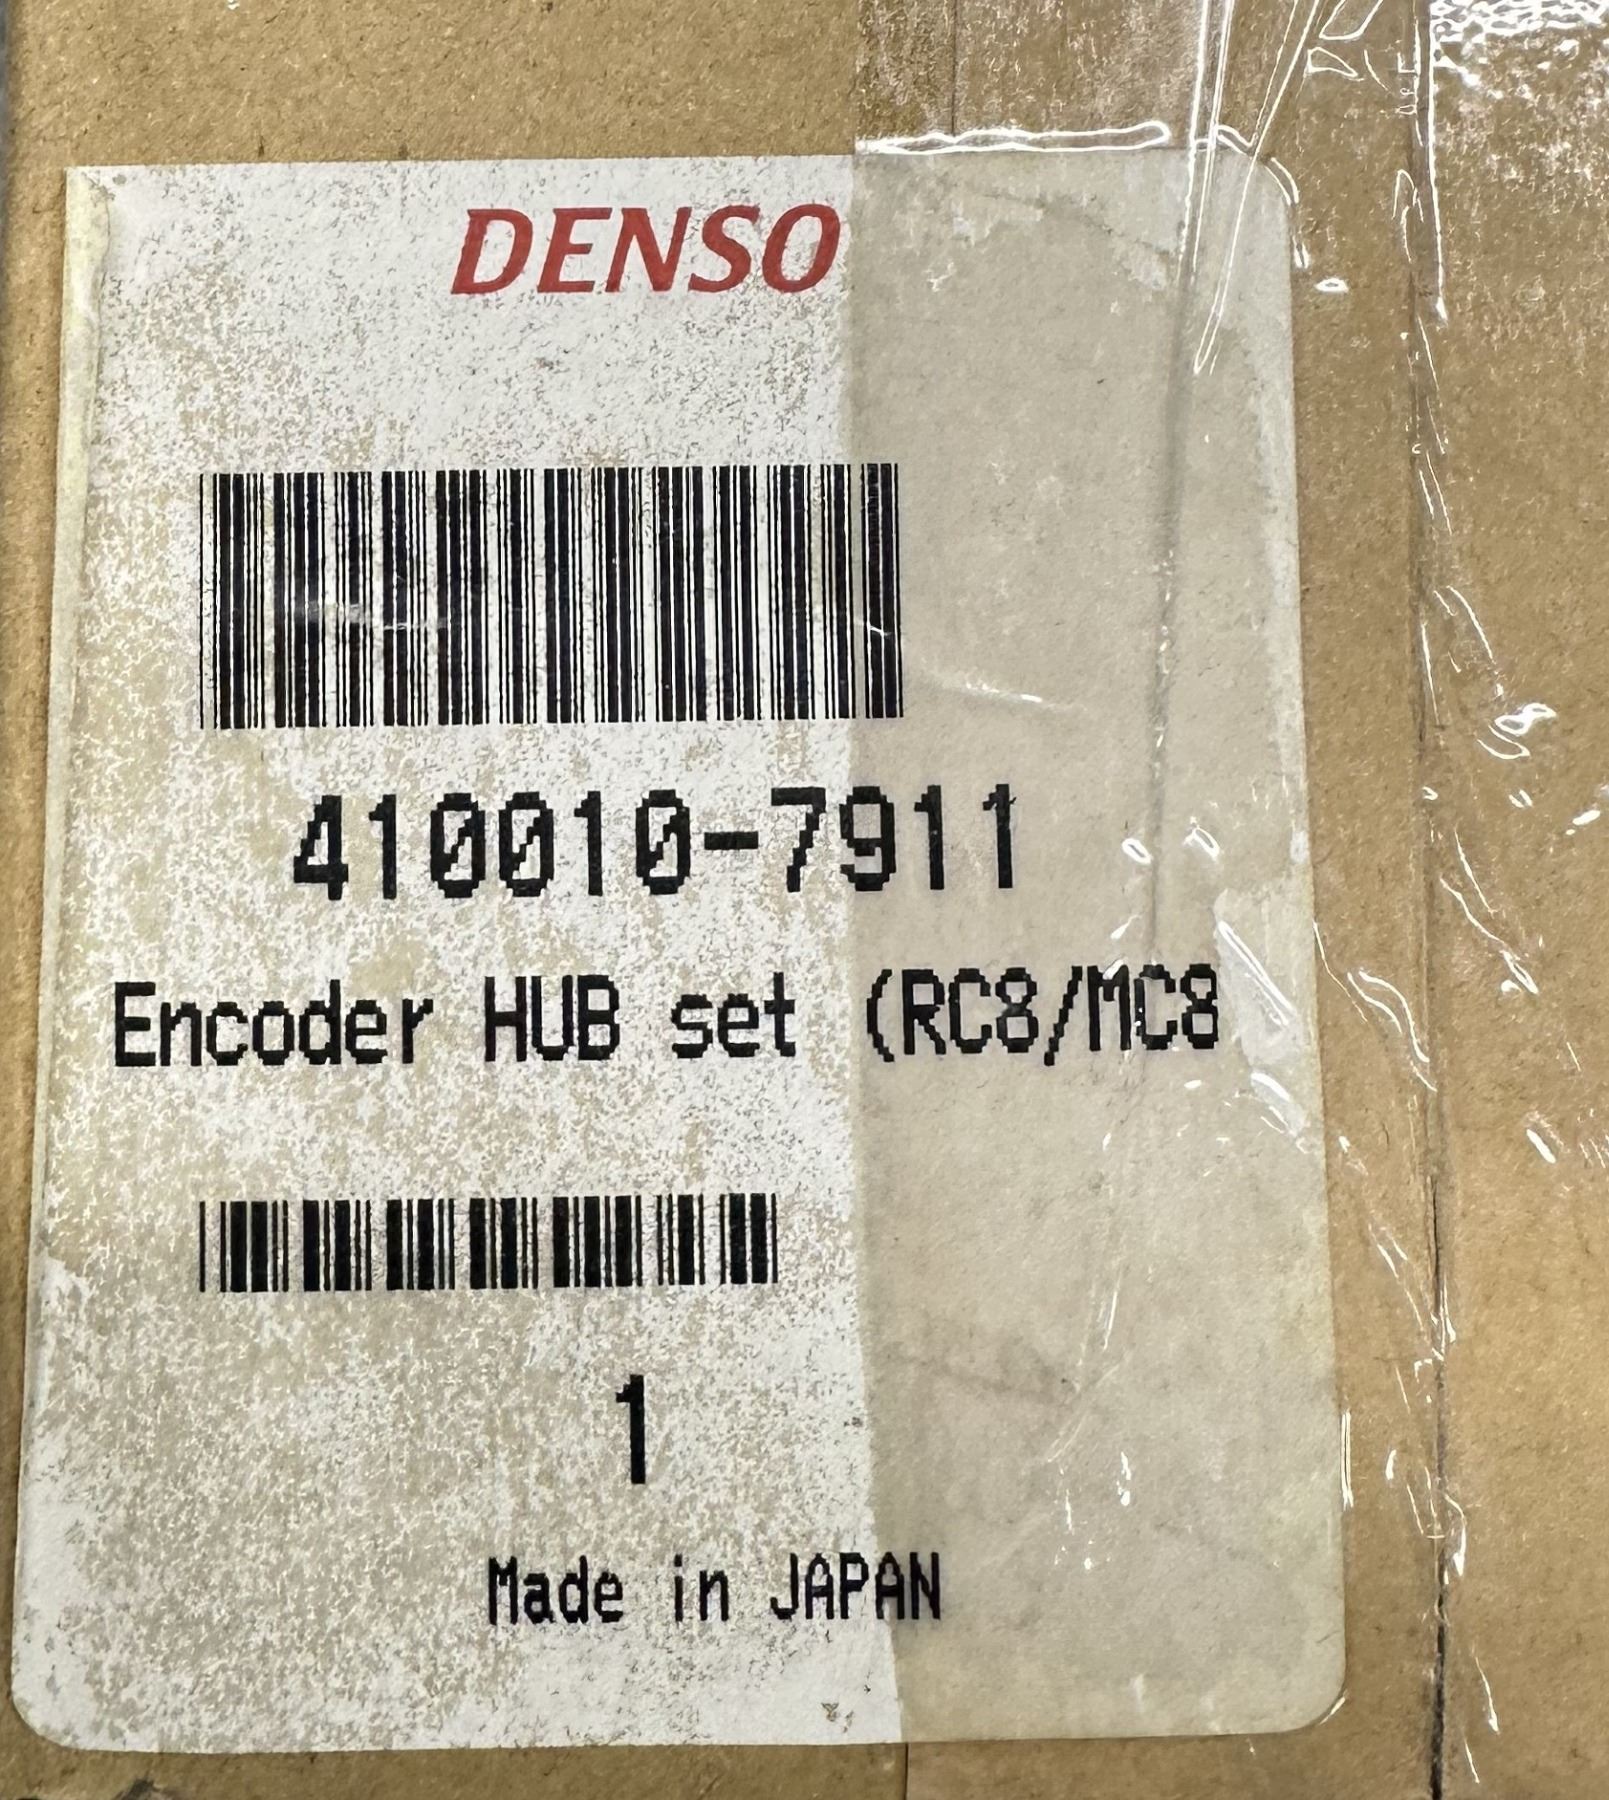 DENSO
410010-7911
Encoder HUB set (RC8/MC8
1
Made in JAPAN